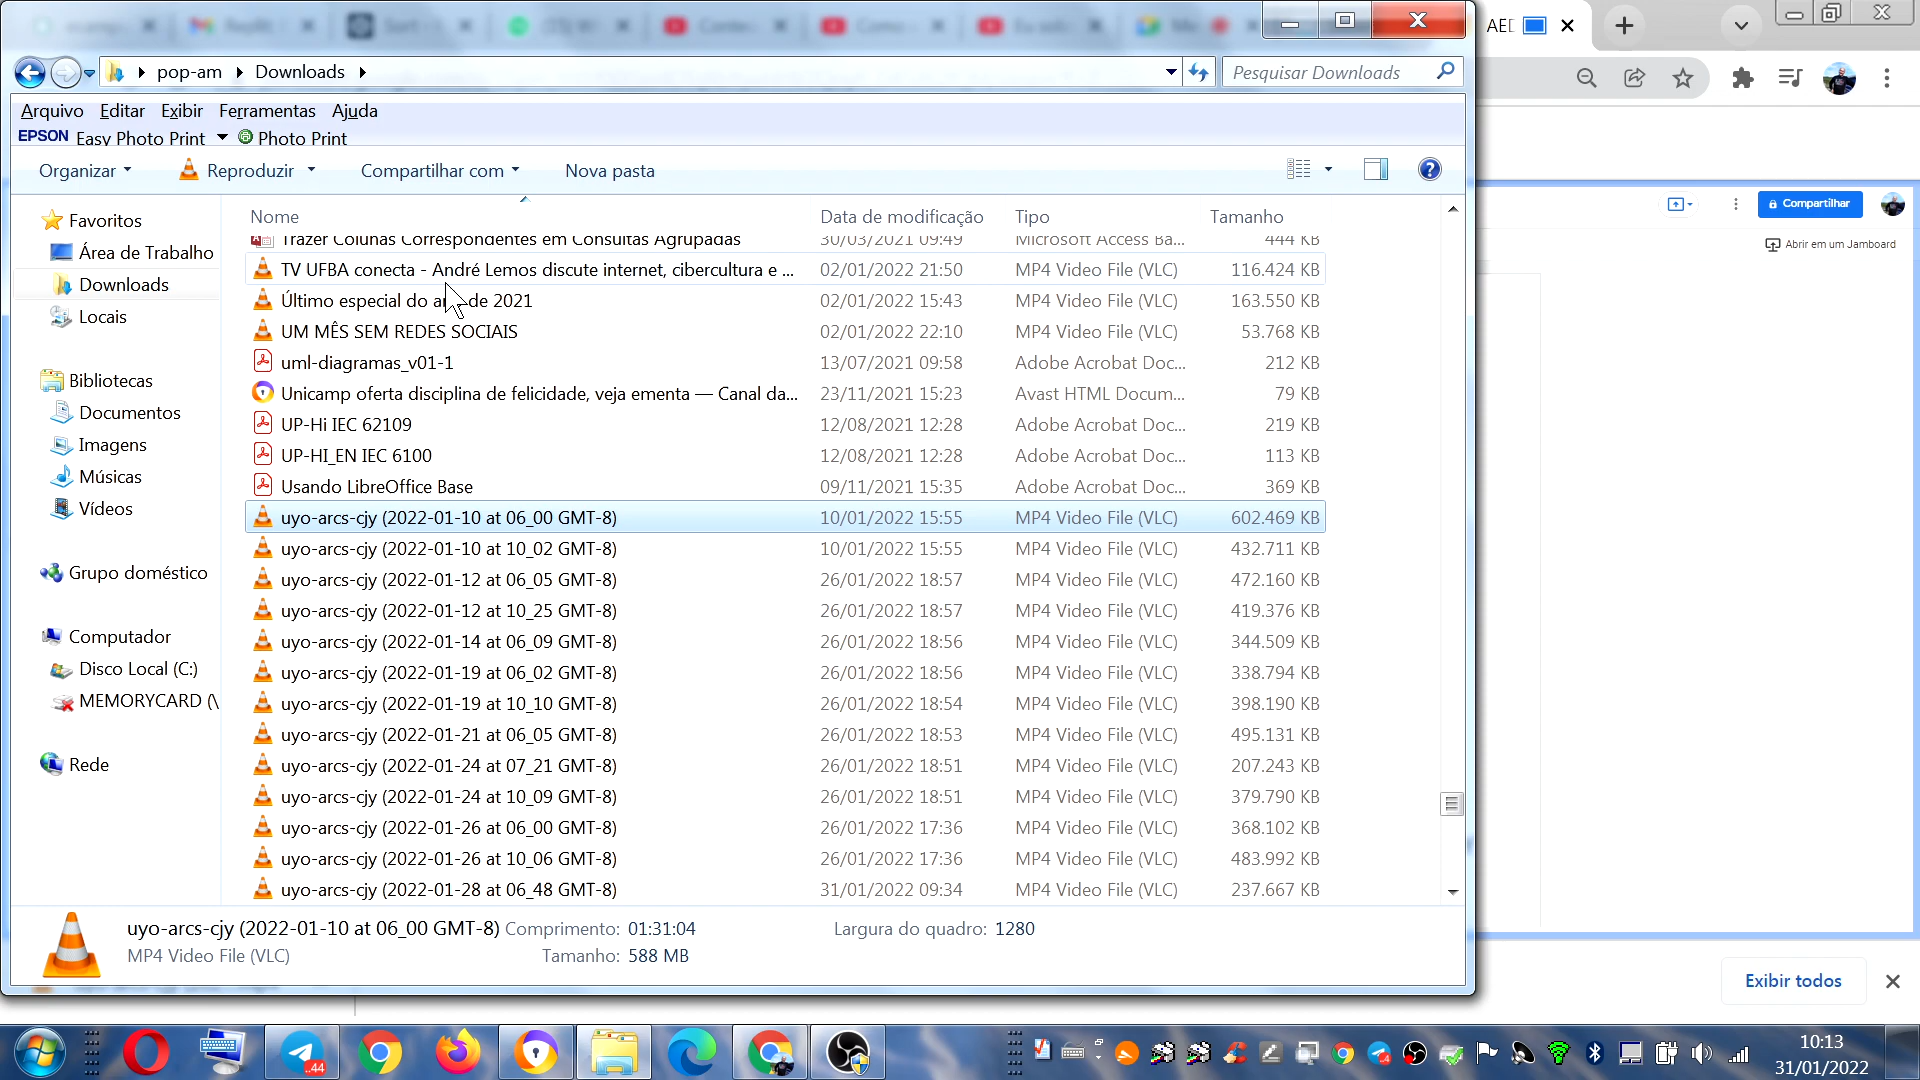 AED
pop-am Downloads
Pesquisar Downloads
Arquivo Editar Exibir Ferramentas Ajuda
EPSON Easy Photo Print Photo Print
Organizar Reproduzir Compartilhar com Nova pasta
Compartilhar
Abrir em um Jamboard
Favoritos
Área de Trabalho
Downloads
Locais
Bibliotecas
Documentos
Imagens
Músicas
Vídeos
Grupo doméstico
Computador
Disco Local (C:)
MEMORYCARD (\
Rede
Nome Data de modificação Tipo Tamanho
Trazer Colunas Correspondentes em Consultas Agrupadas 30/03/2021 09:49 Microsoft Access Ba... 444 KB
TV UFBA conecta - André Lemos discute internet, cibercultura e ... 02/01/2022 21:50 MP4 Video File (VLC) 116.424 KB
Último especial do de 2021 02/01/2022 15:43 MP4 Video File (VLC) 163.550 KB
UM MÊS SEM REDES SOCIAIS 02/01/2022 22:10 MP4 Video File (VLC) 53.768 KB
uml-diagramas_v01-1 13/07/2021 09:58 Adobe Acrobat Doc... 212 KB
Unicamp oferta disciplina de felicidade, veja ementa — Canal da... 23/11/2021 15:23 Avast HTML Docum... 79 KB
UP-Hi IEC 62109 12/08/2021 12:28 Adobe Acrobat Doc... 219 KB
UP-HI_EN IEC 6100 12/08/2021 12:28 Adobe Acrobat Doc... 113 KB
Usando LibreOffice Base 09/11/2021 15:35 Adobe Acrobat Doc... 369 KB
uyo-arcs-cjy (2022-01-10 at 06_00 GMT-8) 10/01/2022 15:55 MP4 Video File (VLC) 602.469 KB
uyo-arcs-cjy (2022-01-10 at 10_02 GMT-8) 10/01/2022 15:55 MP4 Video File (VLC) 432.711 KB
uyo-arcs-cjy (2022-01-12 at 06_05 GMT-8) 26/01/2022 18:57 MP4 Video File (VLC) 472.160 KB
uyo-arcs-cjy (2022-01-12 at 10_25 GMT-8) 26/01/2022 18:57 MP4 Video File (VLC) 419.376 KB
uyo-arcs-cjy (2022-01-14 at 06_09 GMT-8) 26/01/2022 18:56 MP4 Video File (VLC) 344.509 KB
uyo-arcs-cjy (2022-01-19 at 06_02 GMT-8) 26/01/2022 18:56 MP4 Video File (VLC) 338.794 KB
uyo-arcs-cjy (2022-01-19 at 10_10 GMT-8) 26/01/2022 18:54 MP4 Video File (VLC) 398.190 KB
uyo-arcs-cjy (2022-01-21 at 06_05 GMT-8) 26/01/2022 18:53 MP4 Video File (VLC) 495.131 KB
uyo-arcs-cjy (2022-01-24 at 07_21 GMT-8) 26/01/2022 18:51 MP4 Video File (VLC) 207.243 KB
uyo-arcs-cjy (2022-01-24 at 10_09 GMT-8) 26/01/2022 18:51 MP4 Video File (VLC) 379.790 KB
uyo-arcs-cjy (2022-01-26 at 06_00 GMT-8) 26/01/2022 17:36 MP4 Video File (VLC) 368.102 KB
uyo-arcs-cjy (2022-01-26 at 10_06 GMT-8) 26/01/2022 17:36 MP4 Video File (VLC) 483.992 KB
uyo-arcs-cjy (2022-01-28 at 06_48 GMT-8) 31/01/2022 09:34 MP4 Video File (VLC) 237.667 KB
uyo-arcs-cjy (2022-01-10 at 06_00 GMT-8) Comprimento: 01:31:04 Largura do quadro: 1280
MP4 Video File (VLC) Tamanho: 588 MB
Exibir todos
.44
10:13
31/01/2022